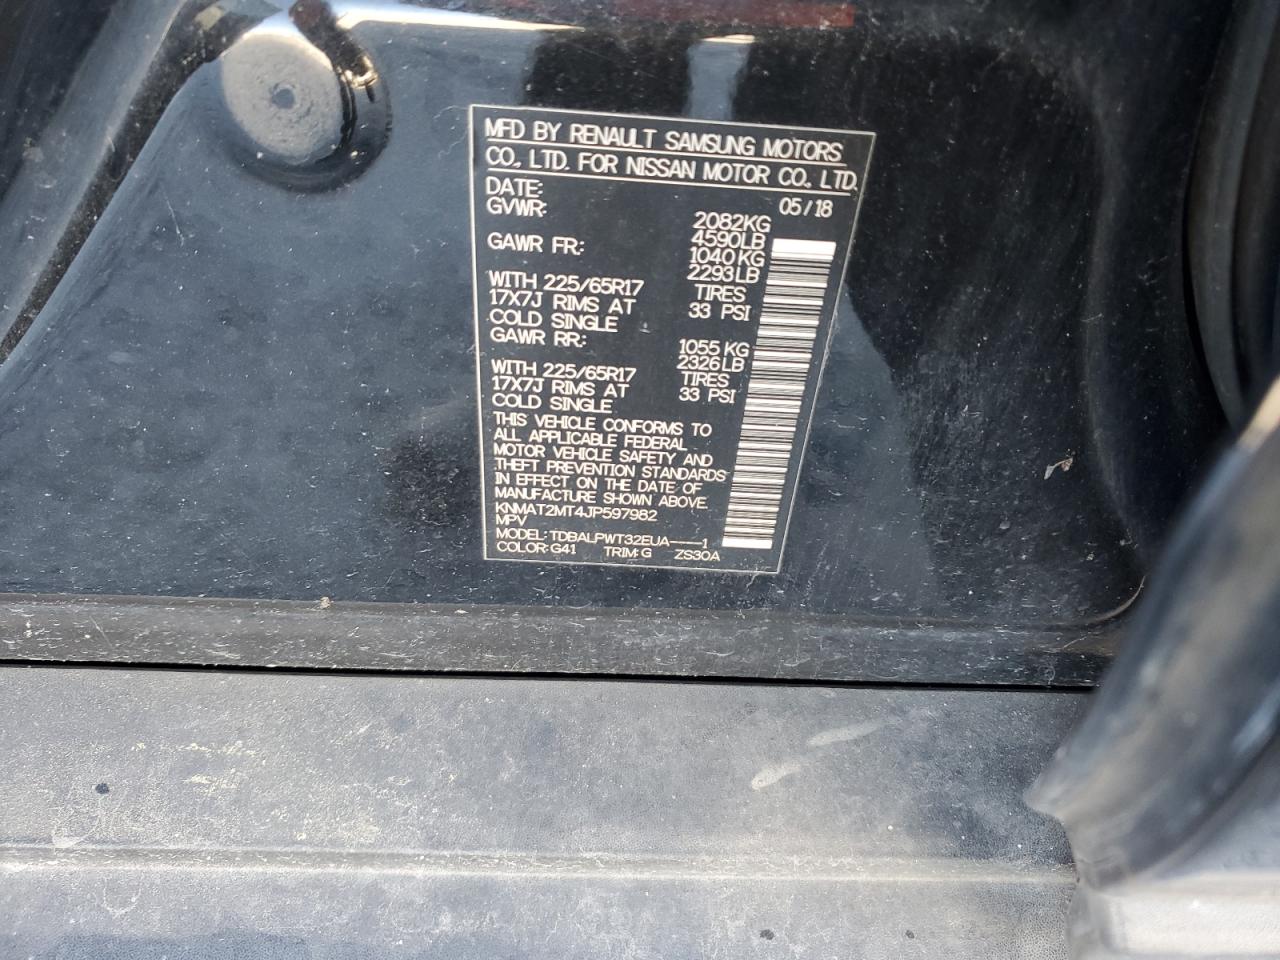 MFD BY RENAULT SAMSUNG MOTORS
CO., LTD. FOR NISSAN MOTOR CO., LTD.
DATE: 05/18
GVWR: 2082KG
4590LB
GAWR FR: 1040KG
2293LB
WITH 225/65R17 TIRES
17X7J RIMS AT 33 PSI
COLD SINGLE
GAWR RR: 1055KG
2326LB
WITH 225/65R17 TIRES
17X7J RIMS AT 33 PSI
COLD SINGLE
THIS VEHICLE CONFORMS TO
ALL APPLICABLE FEDERAL
MOTOR VEHICLE SAFETY AND
THEFT PREVENTION STANDARDS
IN EFFECT ON THE DATE OF
MANUFACTURE SHOWN ABOVE.
KNMAT2MT4JP597982
MPV
MODEL: TDBALPWT32EUA----1
COLOR: G41 TRIM: G ZS30A